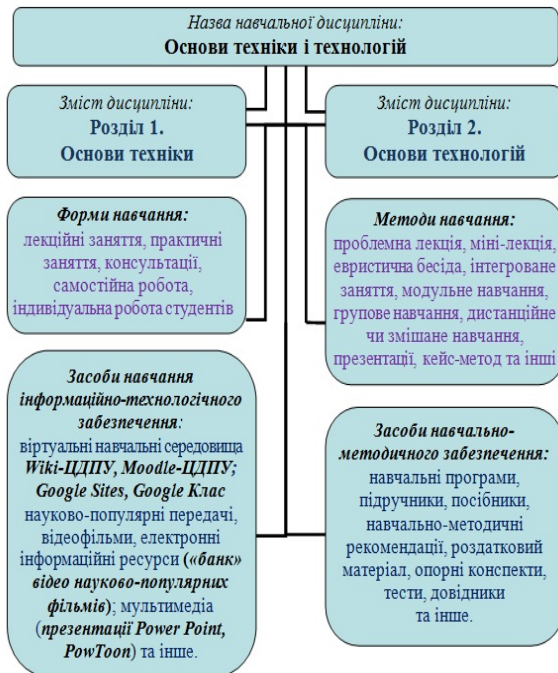 Назва навчальної дисципліни:
Основи техніки і технологій
Зміст дисципліни:
Розділ 1.
Основи техніки
Зміст дисципліни:
Розділ 2.
Основи технологій
Форми навчання:
лекційні заняття, практичні
заняття, консультації,
самостійна робота,
індивідуальна робота студентів
Методи навчання:
проблемна лекція, міні-лекція,
евристична бесіда, інтегроване
заняття, модульне навчання,
групове навчання, дистанційне
чи змішане навчання,
презентації, кейс-метод та інші
Засоби навчання
інформаційно-технологічного
забезпечення:
віртуальні навчальні середовища
Wiki-ЦДПУ, Moodle-ЦДПУ;
Google Sites, Google Клас
науково-популярні передачі,
відеофільми, електронні
інформаційні ресурси («банк»
відео науково-популярних
фільмів); мультимедіа
(презентації Power Point,
PowToon) та інше.
Засоби навчально-
методичного забезпечення:
навчальні програми,
підручники, посібники,
навчально-методичні
рекомендації, роздатковий
матеріал, опорні конспекти,
тести, довідники
та інше.